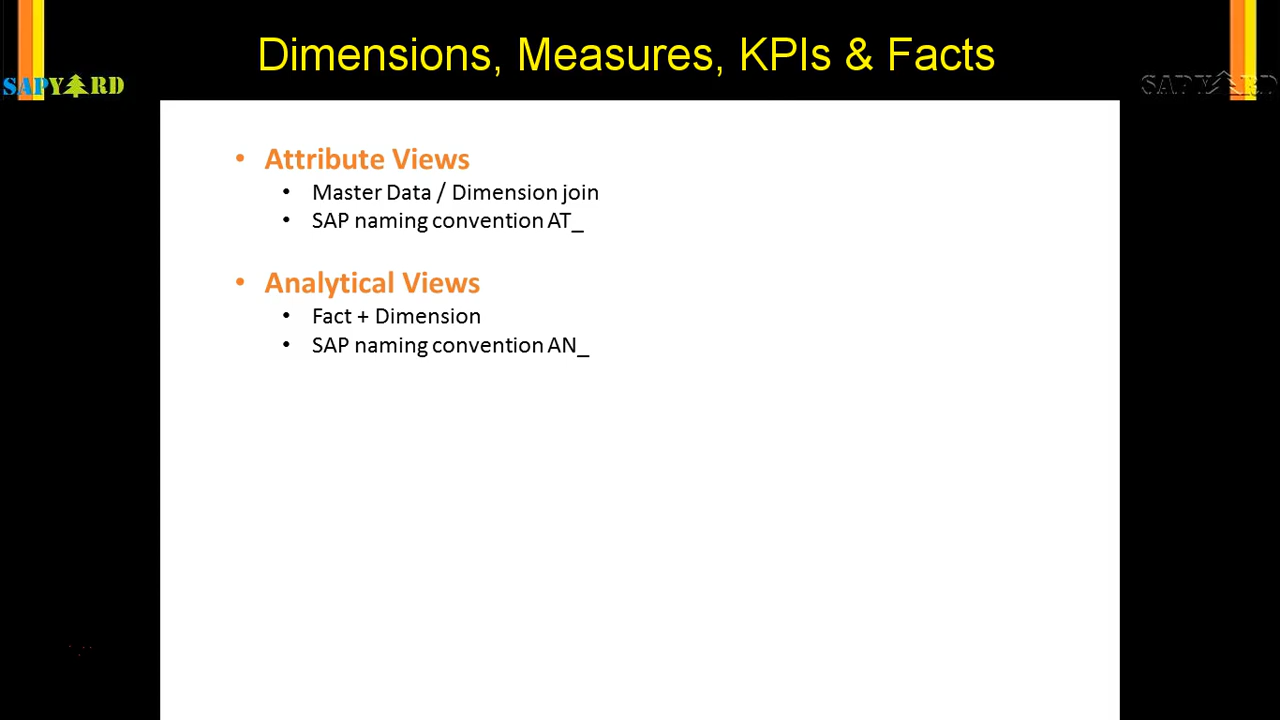 Dimensions, Measures, KPIs & Facts
SAPYARD
SAPYARD
• Attribute Views
• Master Data / Dimension join
• SAP naming convention AT_
• Analytical Views
• Fact + Dimension
• SAP naming convention AN_